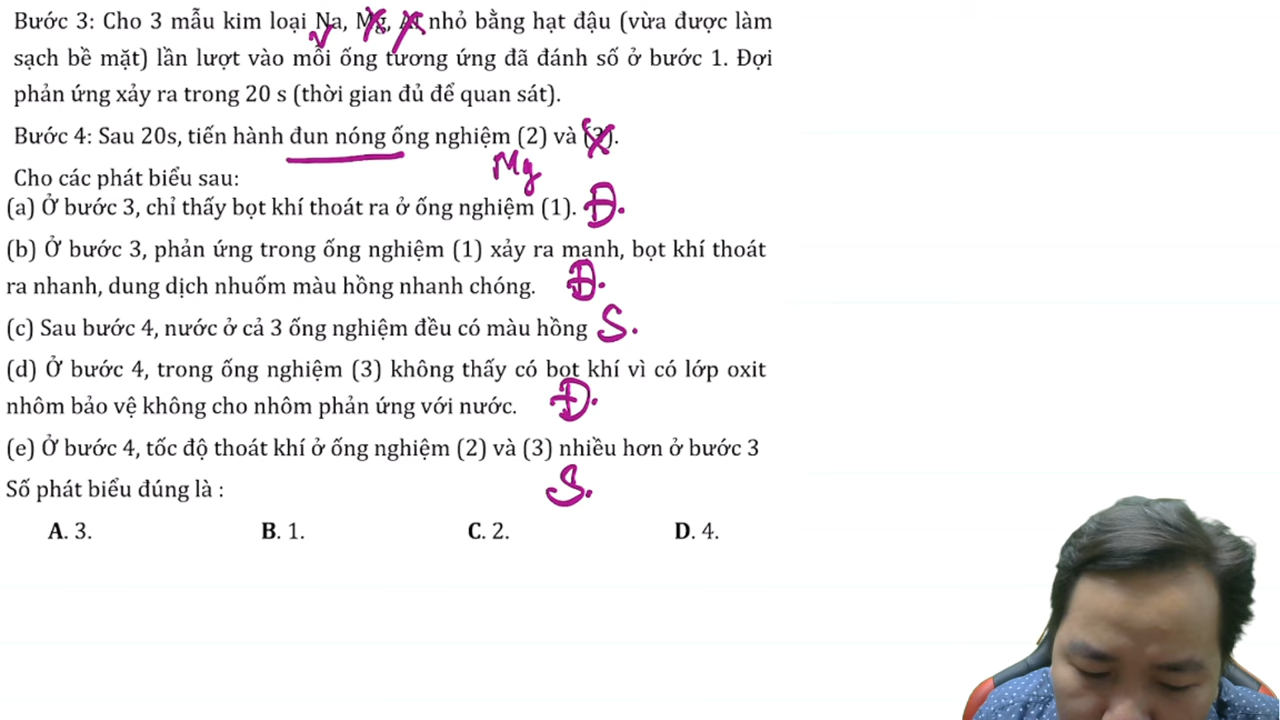 Bước 3: Cho 3 mẫu kim loại Na, Mg, Al nhỏ bằng hạt đậu (vừa được làm
sạch bề mặt) lần lượt vào mỗi ống tương ứng đã đánh số ở bước 1. Đợi
phản ứng xảy ra trong 20 s (thời gian đủ để quan sát).
Bước 4: Sau 20s, tiến hành đun nóng ống nghiệm (2) và (3).
Mg
Cho các phát biểu sau:
(a) Ở bước 3, chỉ thấy bọt khí thoát ra ở ống nghiệm (1). Đ.
(b) Ở bước 3, phản ứng trong ống nghiệm (1) xảy ra mạnh, bọt khí thoát
ra nhanh, dung dịch nhuốm màu hồng nhanh chóng. Đ.
(c) Sau bước 4, nước ở cả 3 ống nghiệm đều có màu hồng S.
(d) Ở bước 4, trong ống nghiệm (3) không thấy có bọt khí vì có lớp oxit
nhôm bảo vệ không cho nhôm phản ứng với nước. Đ.
(e) Ở bước 4, tốc độ thoát khí ở ống nghiệm (2) và (3) nhiều hơn ở bước 3
S.
Số phát biểu đúng là :
A. 3. B. 1. C. 2. D. 4.